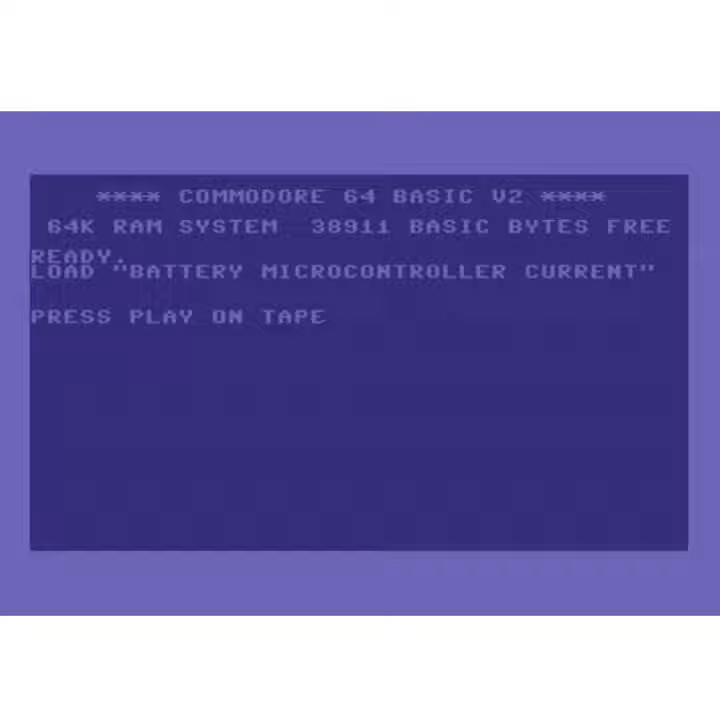 **** COMMODORE 64 BASIC V2 ****
64K RAM SYSTEM  38911 BASIC BYTES FREE
READY.
LOAD "BATTERY MICROCONTROLLER CURRENT"
PRESS PLAY ON TAPE